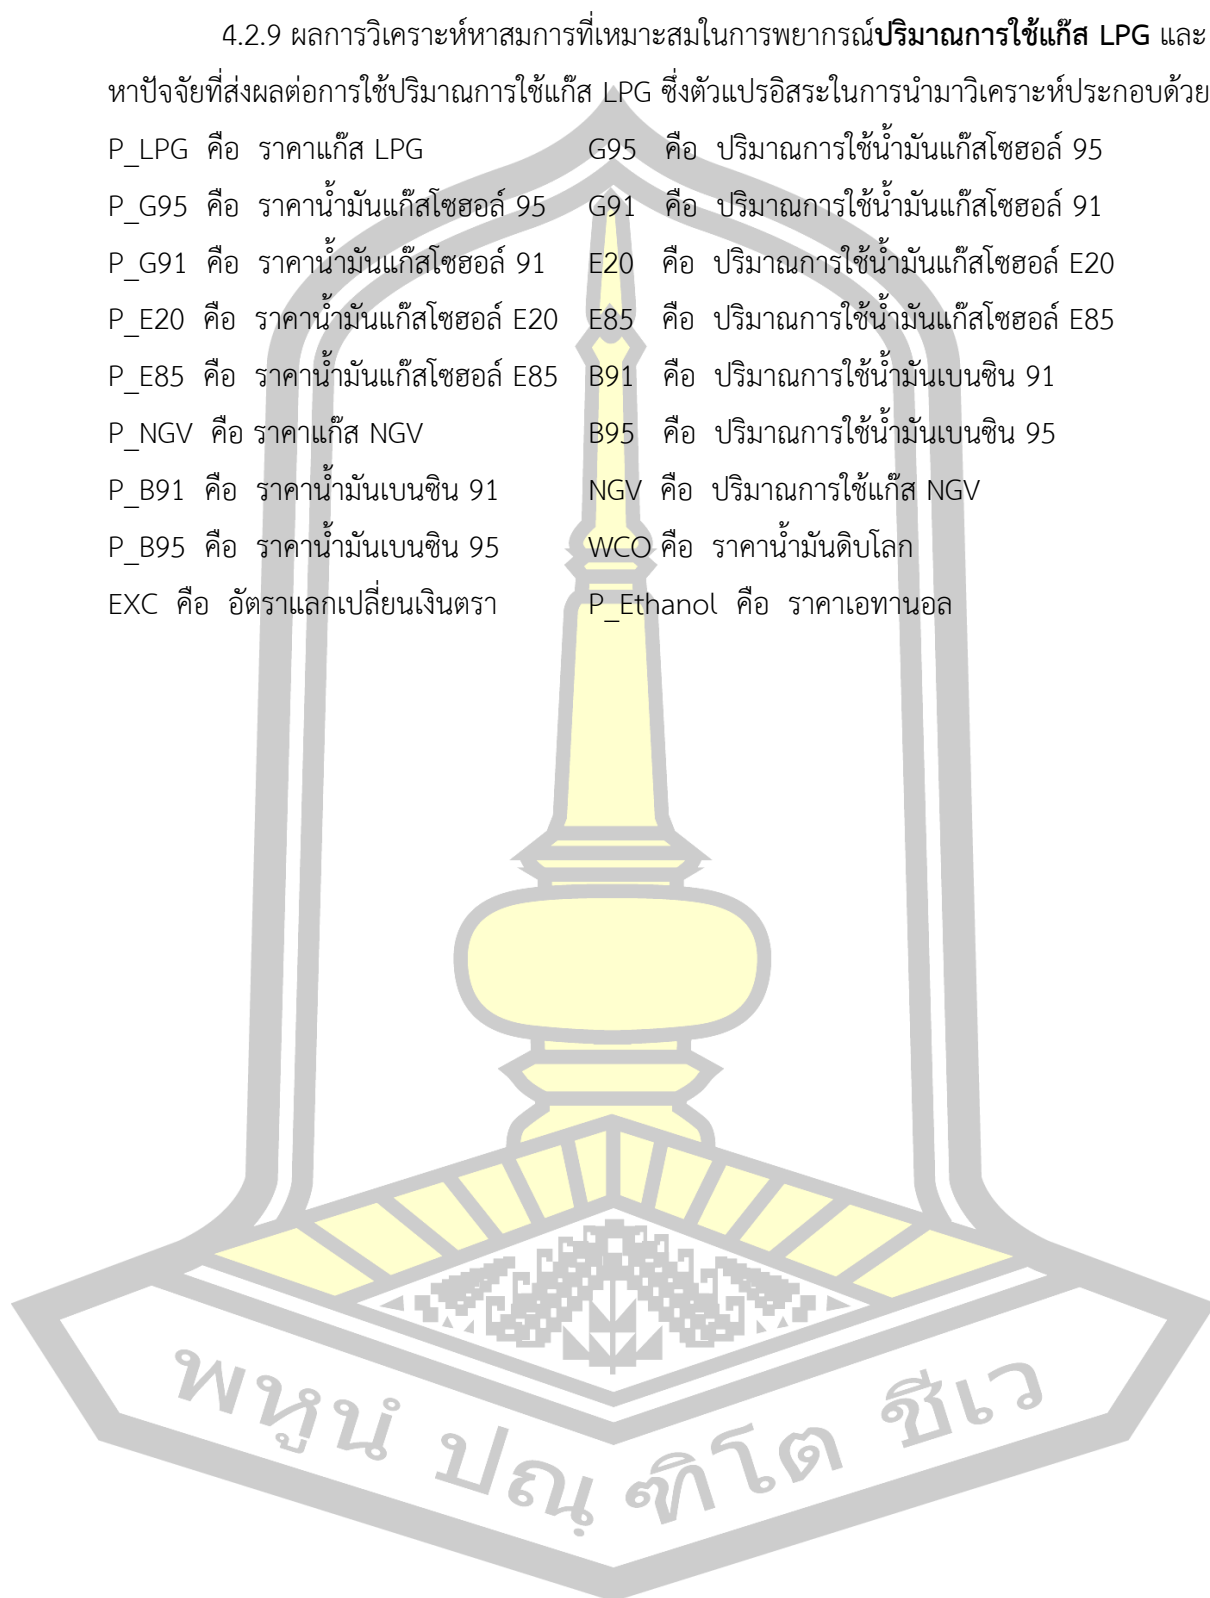 4.2.9 ผลการวิเคราะห์หาสมการที่เหมาะสมในการพยากรณ์ปริมาณการใช้แก๊ส LPG และ
หาปัจจัยที่ส่งผลต่อการใช้ปริมาณการใช้แก๊ส LPG ซึ่งตัวแปรอิสระในการนำมาวิเคราะห์ประกอบด้วย
P_LPG คือ ราคาแก๊ส LPG G95 คือ ปริมาณการใช้น้ำมันแก๊สโซฮอล์ 95
P_G95 คือ ราคาน้ำมันแก๊สโซฮอล์ 95 G91 คือ ปริมาณการใช้น้ำมันแก๊สโซฮอล์ 91
P_G91 คือ ราคาน้ำมันแก๊สโซฮอล์ 91 E20 คือ ปริมาณการใช้น้ำมันแก๊สโซฮอล์ E20
P_E20 คือ ราคาน้ำมันแก๊สโซฮอล์ E20 E85 คือ ปริมาณการใช้น้ำมันแก๊สโซฮอล์ E85
P_E85 คือ ราคาน้ำมันแก๊สโซฮอล์ E85 B91 คือ ปริมาณการใช้น้ำมันเบนซิน 91
P_NGV คือ ราคาแก๊ส NGV B95 คือ ปริมาณการใช้น้ำมันเบนซิน 95
P_B91 คือ ราคาน้ำมันเบนซิน 91 NGV คือ ปริมาณการใช้แก๊ส NGV
P_B95 คือ ราคาน้ำมันเบนซิน 95 WCO คือ ราคาน้ำมันดิบโลก
EXC คือ อัตราแลกเปลี่ยนเงินตรา P_Ethanol คือ ราคาเอทานอล
พหูนํ ปณฺฑิโต ชีเว